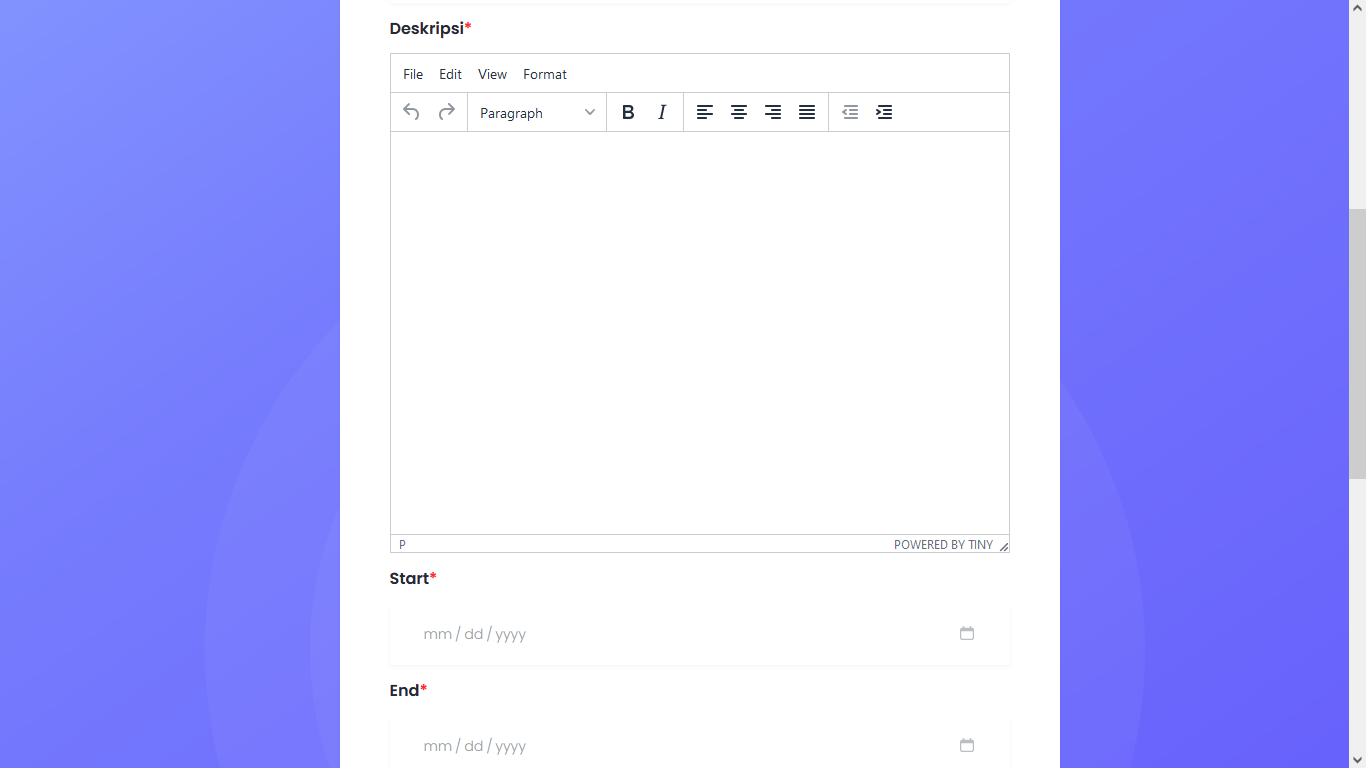 Deskripsi*
File Edit View Format
Paragraph B I
P POWERED BY TINY
Start*
mm / dd / yyyy
End*
mm / dd / yyyy